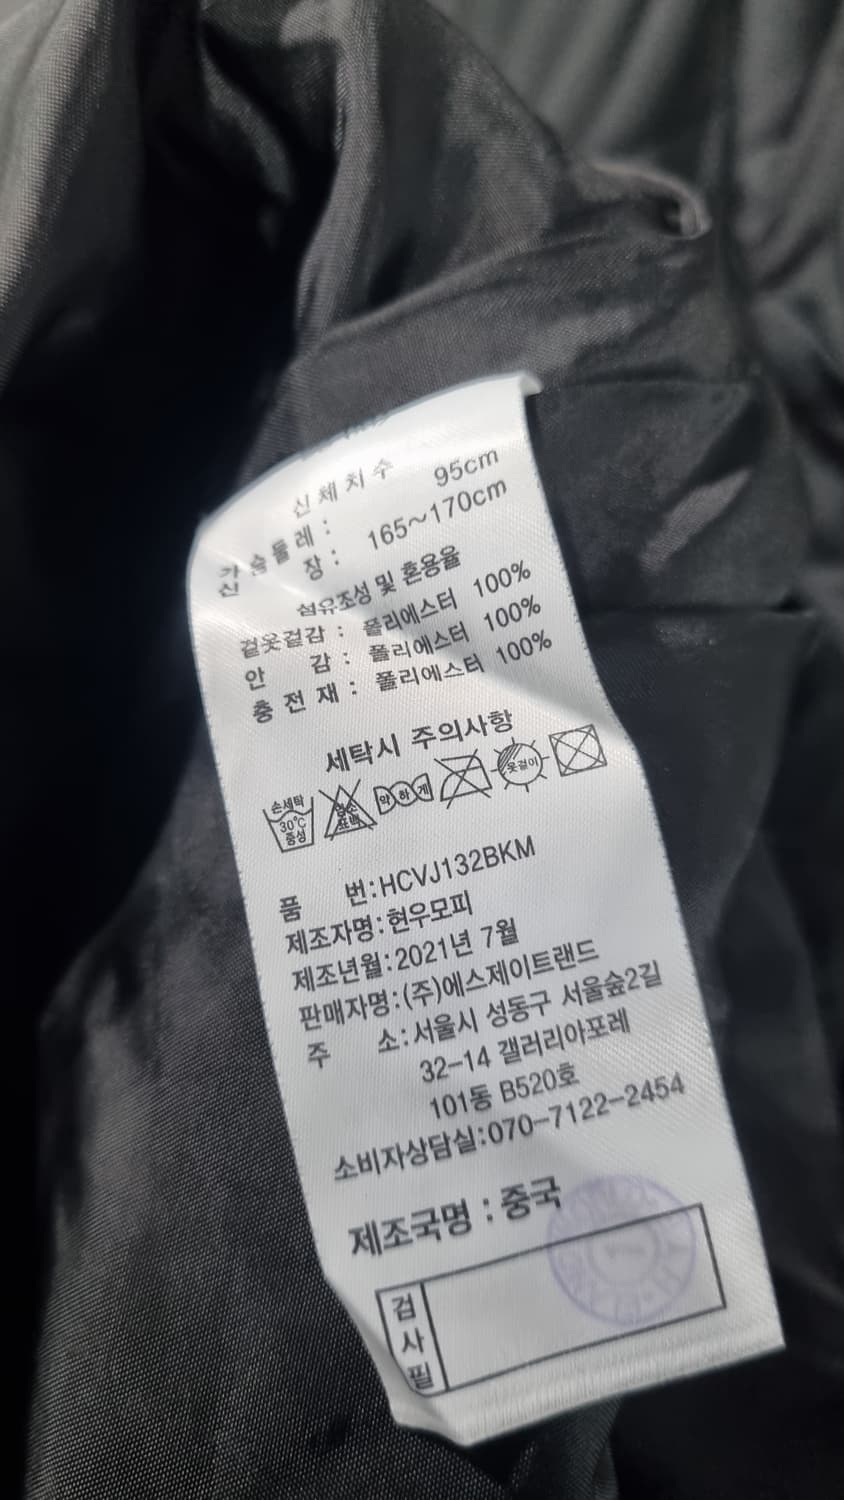 신체치수
가슴둘레 : 95cm
신 장 : 165~170cm
섬유조성 및 혼용율
겉옷겉감 : 폴리에스터 100%
안 감 : 폴리에스터 100%
충 전 재 : 폴리에스터 100%
세탁시 주의사항
손세탁 30℃ 중성 염소 표백 약하게 옷걸이
품 번:HCVJ132BKM
제조자명:현우모피
제조년월:2021년 7월
판매자명:(주)에스제이트랜드
주 소:서울시 성동구 서울숲2길
32-14 갤러리아포레
101동 B520호
소비자상담실:070-7122-2454
제조국명 : 중국
검사필